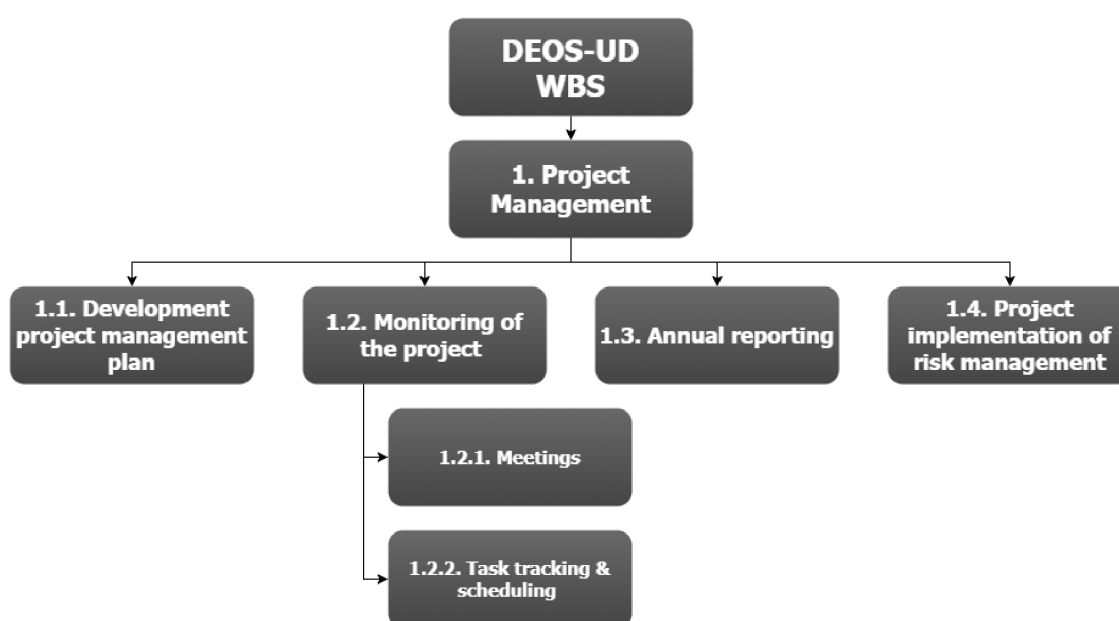 DEOS-UD
WBS
1. Project
Management
1.1. Development
project management
plan
1.2. Monitoring of
the project
1.3. Annual reporting
1.4. Project
implementation of
risk management
1.2.1. Meetings
1.2.2. Task tracking &
scheduling